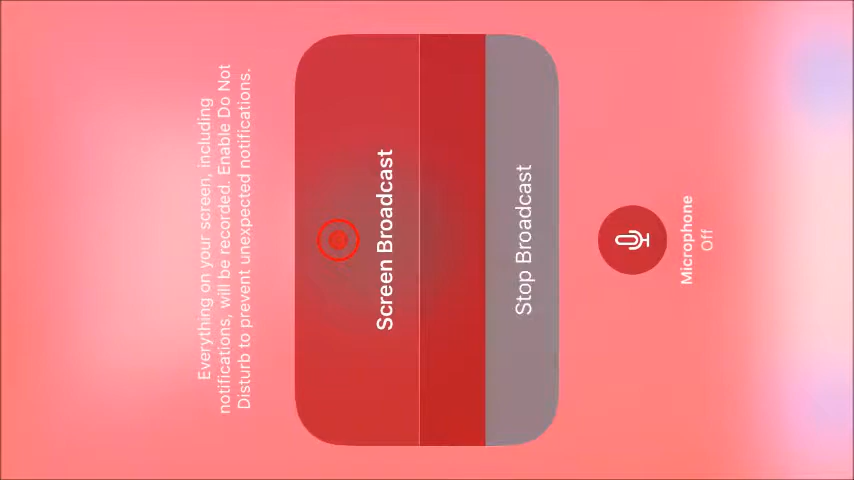 Everything on your screen, including
notifications, will be recorded. Enable Do Not
Disturb to prevent unexpected notifications.
Screen Broadcast
Stop Broadcast
Microphone
Off